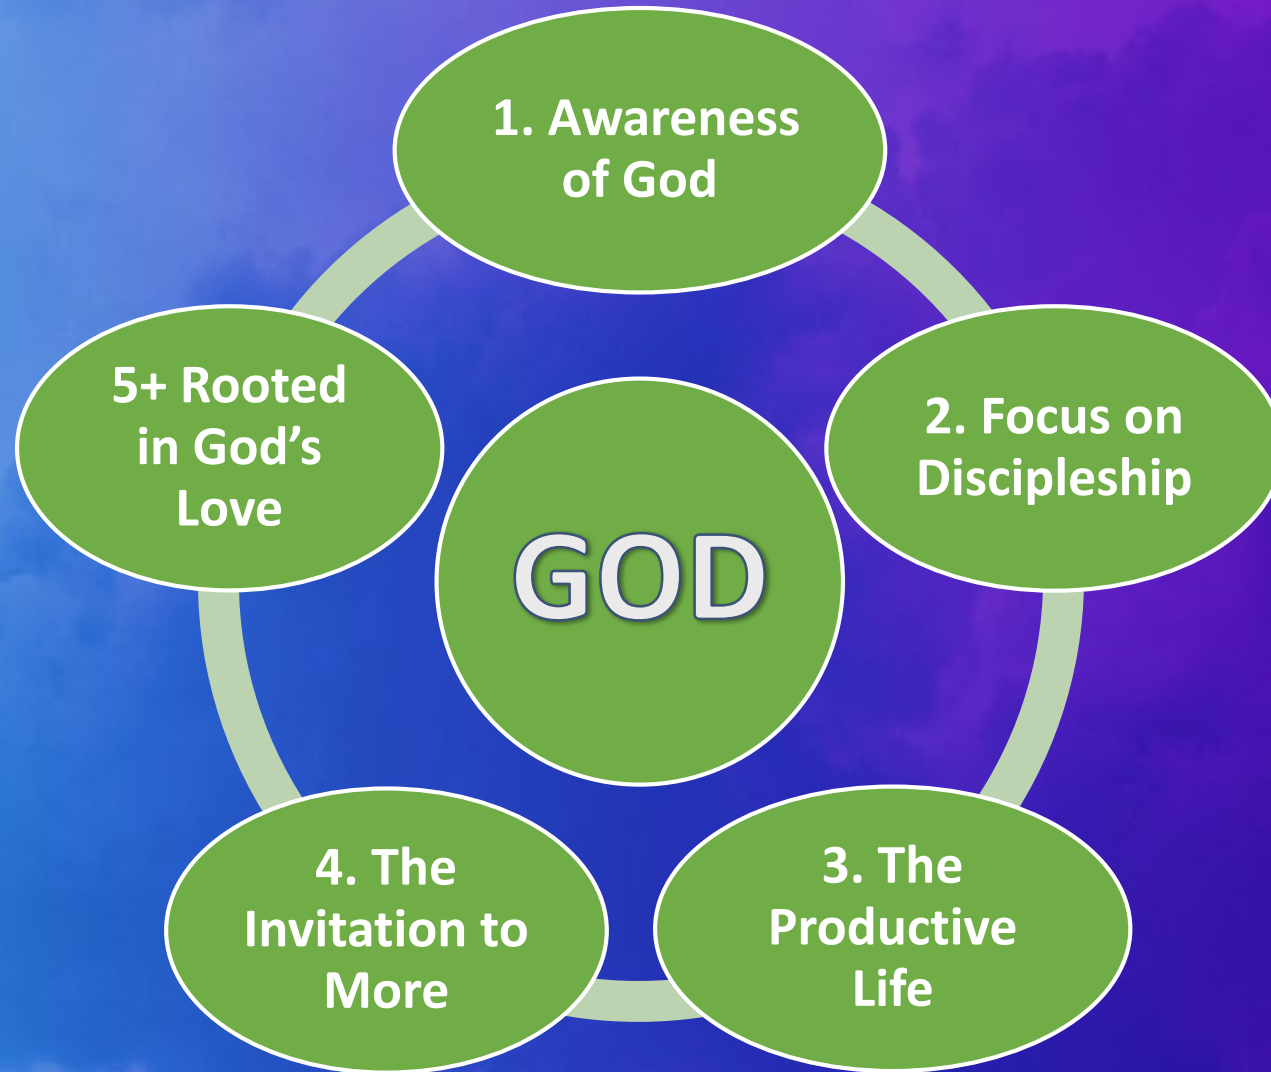 1. Awareness
of God
2. Focus on
Discipleship
3. The
Productive
Life
4. The
Invitation to
More
5+ Rooted
in God’s
Love
GOD